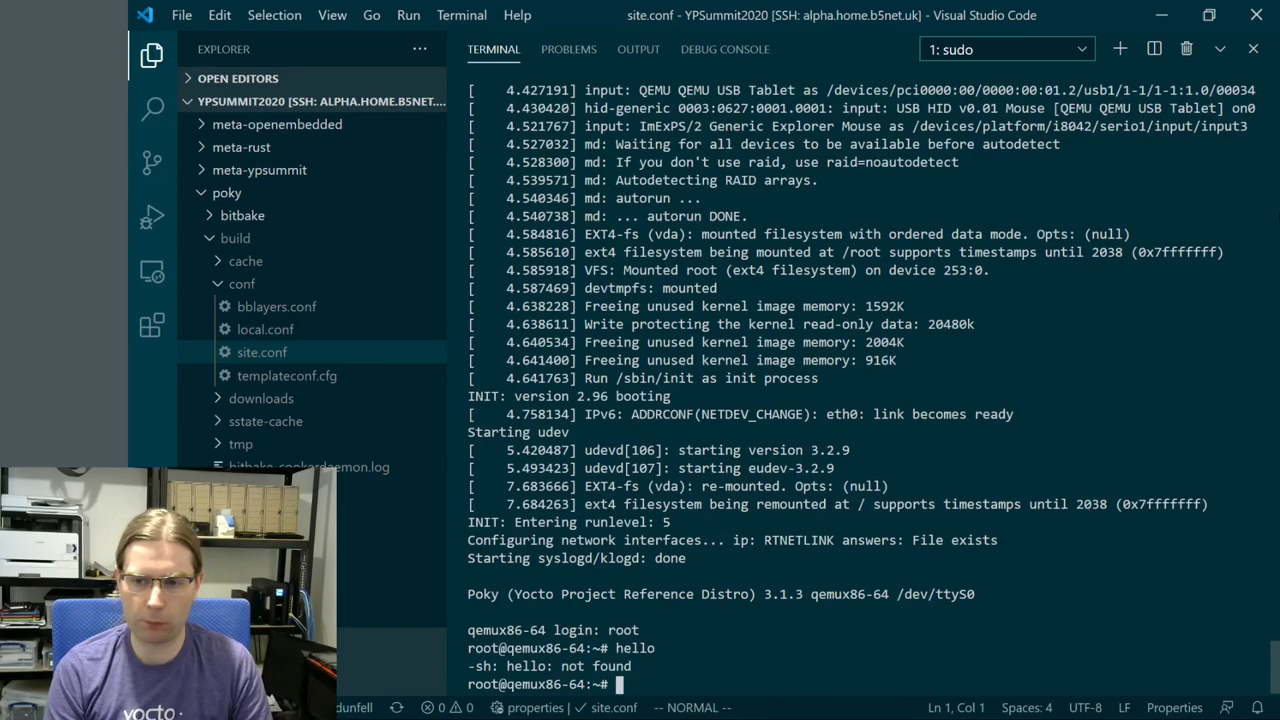 File Edit Selection View Go Run Terminal Help site.conf - YPSummit2020 [SSH: alpha.home.b5net.uk] - Visual Studio Code
EXPLORER
OPEN EDITORS
YPSUMMIT2020 [SSH: ALPHA.HOME.B5NET....
meta-openembedded
meta-rust
meta-ypsummit
poky
bitbake
build
cache
conf
bblayers.conf
local.conf
site.conf
templateconf.cfg
downloads
sstate-cache
tmp
bitbake-cookerdaemon.log
TERMINAL PROBLEMS OUTPUT DEBUG CONSOLE 1: sudo
[    4.427191] input: QEMU QEMU USB Tablet as /devices/pci0000:00/0000:00:01.2/usb1/1-1/1-1:1.0/00034
[    4.430420] hid-generic 0003:0627:0001.0001: input: USB HID v0.01 Mouse [QEMU QEMU USB Tablet] on0
[    4.521767] input: ImExPS/2 Generic Explorer Mouse as /devices/platform/i8042/serio1/input/input3
[    4.527032] md: Waiting for all devices to be available before autodetect
[    4.528300] md: If you don't use raid, use raid=noautodetect
[    4.539571] md: Autodetecting RAID arrays.
[    4.540346] md: autorun ...
[    4.540738] md: ... autorun DONE.
[    4.584816] EXT4-fs (vda): mounted filesystem with ordered data mode. Opts: (null)
[    4.585610] ext4 filesystem being mounted at /root supports timestamps until 2038 (0x7fffffff)
[    4.585918] VFS: Mounted root (ext4 filesystem) on device 253:0.
[    4.587469] devtmpfs: mounted
[    4.638228] Freeing unused kernel image memory: 1592K
[    4.638611] Write protecting the kernel read-only data: 20480k
[    4.640534] Freeing unused kernel image memory: 2004K
[    4.641400] Freeing unused kernel image memory: 916K
[    4.641763] Run /sbin/init as init process
INIT: version 2.96 booting
[    4.758134] IPv6: ADDRCONF(NETDEV_CHANGE): eth0: link becomes ready
Starting udev
[    5.420487] udevd[106]: starting version 3.2.9
[    5.493423] udevd[107]: starting eudev-3.2.9
[    7.683666] EXT4-fs (vda): re-mounted. Opts: (null)
[    7.684263] ext4 filesystem being remounted at / supports timestamps until 2038 (0x7fffffff)
INIT: Entering runlevel: 5
Configuring network interfaces... ip: RTNETLINK answers: File exists
Starting syslogd/klogd: done
Poky (Yocto Project Reference Distro) 3.1.3 qemux86-64 /dev/ttyS0
qemux86-64 login: root
root@qemux86-64:~# hello
-sh: hello: not found
root@qemux86-64:~#
yocto
dunfell 0 0 properties site.conf -- NORMAL -- Ln 1, Col 1 Spaces: 4 UTF-8 LF Properties